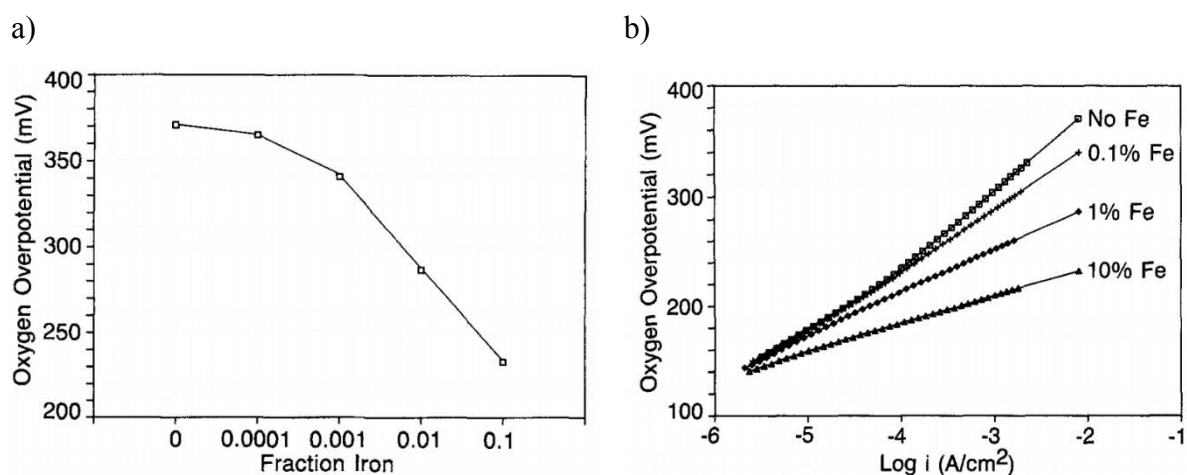 a)
Oxygen Overpotential (mV)
400
350
300
250
200
0 0.0001 0.001 0.01 0.1
Fraction Iron
b)
Oxygen Overpotential (mV)
400
300
200
100
No Fe
0.1% Fe
1% Fe
10% Fe
-6 -5 -4 -3 -2 -1
Log i (A/cm²)